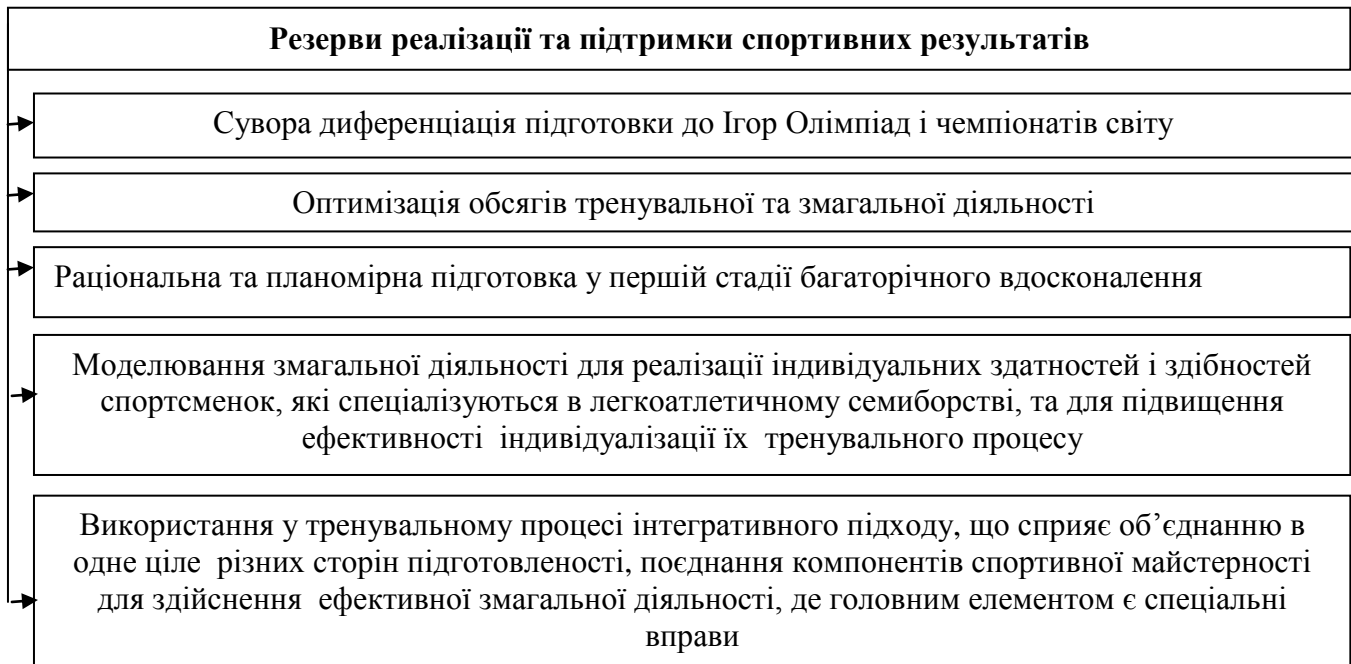 Резерви реалізації та підтримки спортивних результатів
Сувора диференціація підготовки до Ігор Олімпіад і чемпіонатів світу
Оптимізація обсягів тренувальної та змагальної діяльності
Раціональна та планомірна підготовка у першій стадії багаторічного вдосконалення
Моделювання змагальної діяльності для реалізації індивідуальних здатностей і здібностей
спортсменок, які спеціалізуються в легкоатлетичному семиборстві, та для підвищення
ефективності індивідуалізації їх тренувального процесу
Використання у тренувальному процесі інтегративного підходу, що сприяє об’єднанню в
одне ціле різних сторін підготовленості, поєднання компонентів спортивної майстерності
для здійснення ефективної змагальної діяльності, де головним елементом є спеціальні
вправи